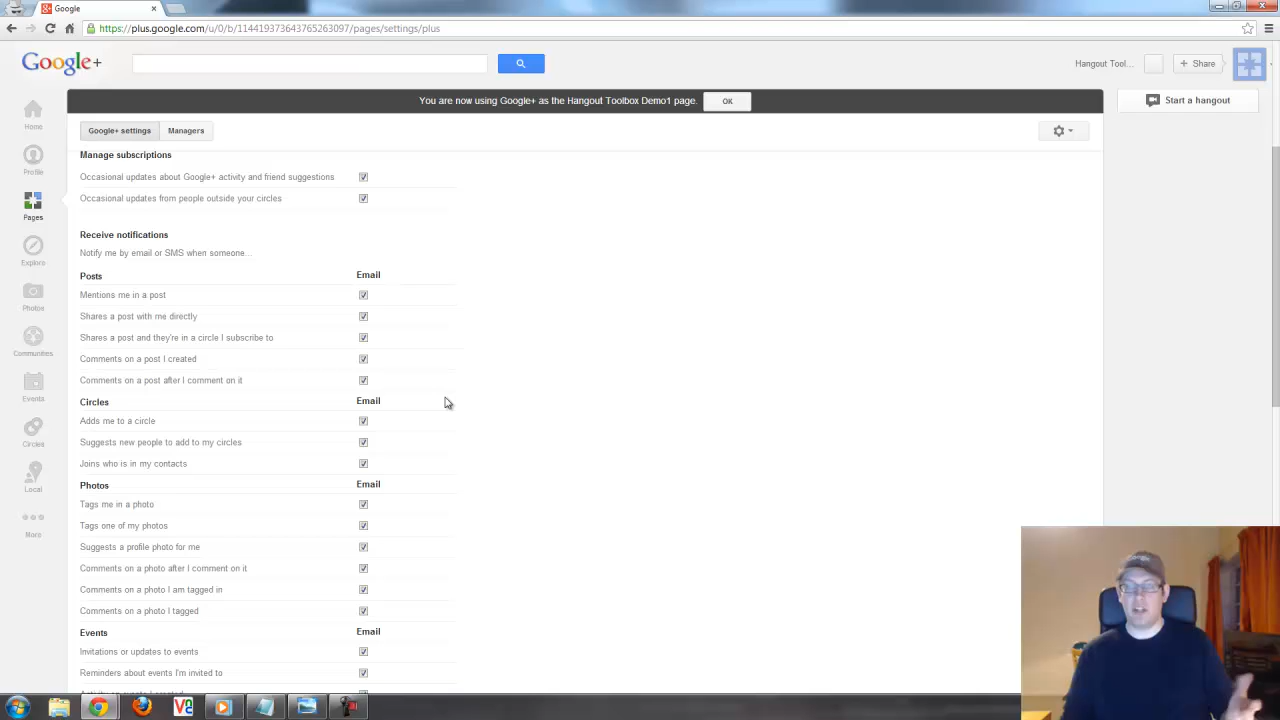 Google
https://plus.google.com/u/0/b/114419373643765263097/pages/settings/plus
Google+
Hangout Tool...
+ Share
You are now using Google+ as the Hangout Toolbox Demo1 page.
OK
Start a hangout
Google+ settings
Managers
Home
Profile
Pages
Explore
Photos
Communities
Events
Circles
Local
More
Manage subscriptions
Occasional updates about Google+ activity and friend suggestions
Occasional updates from people outside your circles
Receive notifications
Notify me by email or SMS when someone...
Posts Email
Mentions me in a post
Shares a post with me directly
Shares a post and they're in a circle I subscribe to
Comments on a post I created
Comments on a post after I comment on it
Circles Email
Adds me to a circle
Suggests new people to add to my circles
Joins who is in my contacts
Photos Email
Tags me in a photo
Tags one of my photos
Suggests a profile photo for me
Comments on a photo after I comment on it
Comments on a photo I am tagged in
Comments on a photo I tagged
Events Email
Invitations or updates to events
Reminders about events I'm invited to